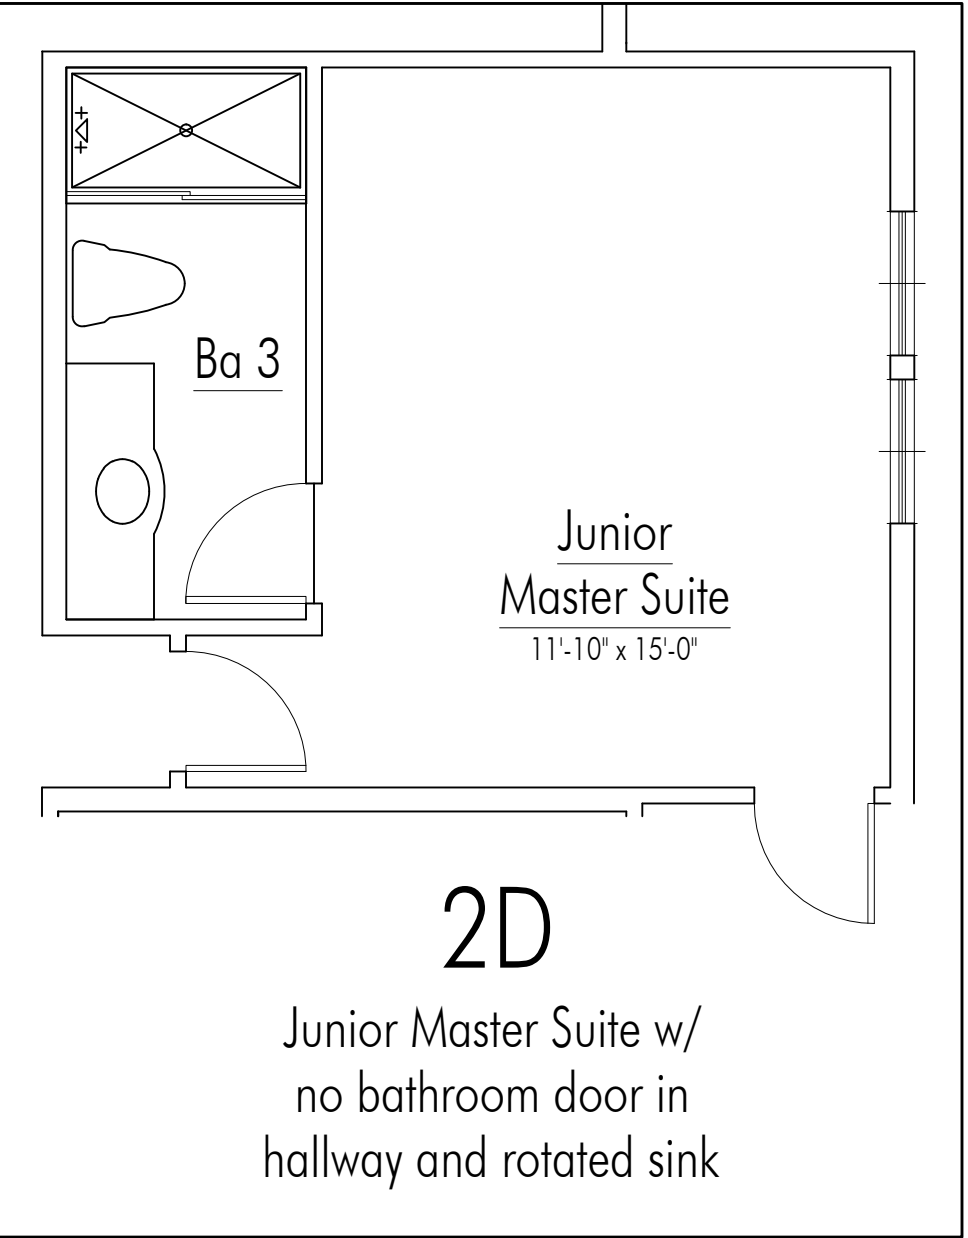 Ba 3
Junior
Master Suite
11'-10" x 15'-0"
2D
Junior Master Suite w/
no bathroom door in
hallway and rotated sink